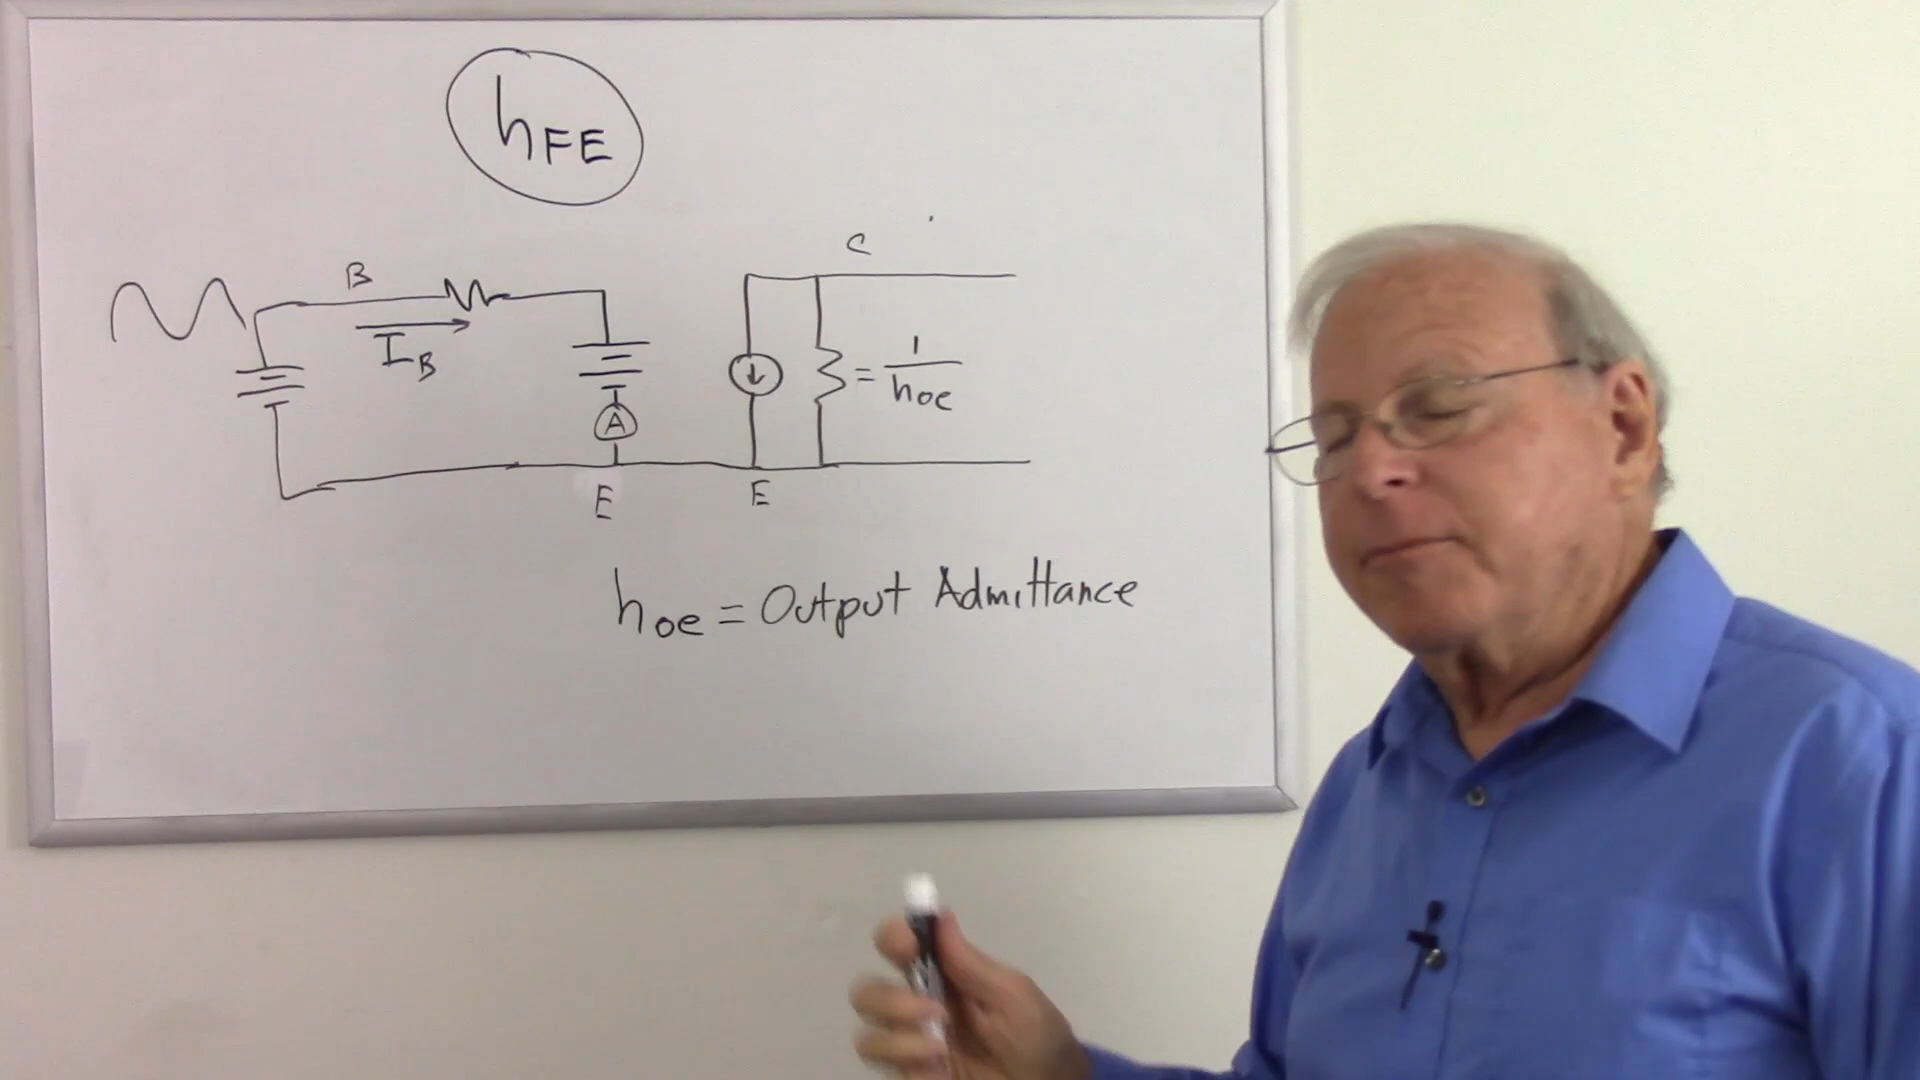 hFE
C
B
IB
= 1/hoe
A
E
E
hoe = Output Admittance